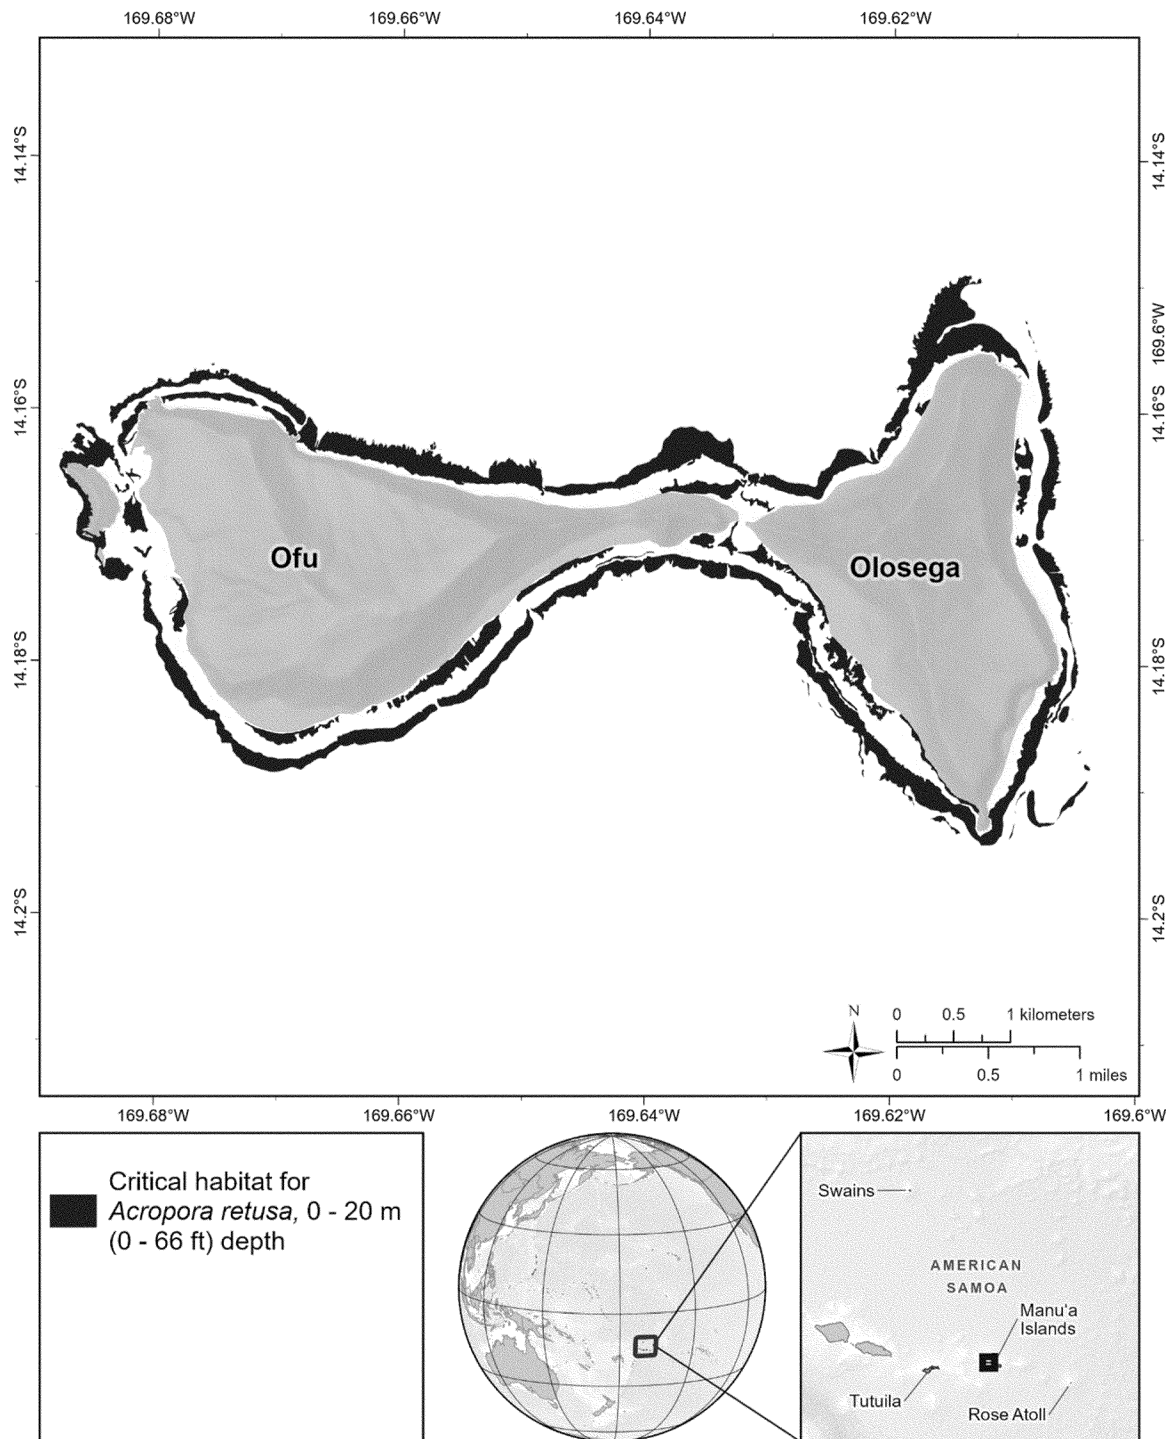 169.68°W
169.66°W
169.64°W
169.62°W
14.14°S
14.14°S
169.6°W
14.16°S
14.16°S
Ofu
Olosega
14.18°S
14.18°S
14.2°S
14.2°S
N
0 0.5 1 kilometers
0 0.5 1 miles
169.68°W
169.66°W
169.64°W
169.62°W
169.6°W
Critical habitat for
Acropora retusa, 0 - 20 m
(0 - 66 ft) depth
Swains
AMERICAN
SAMOA
Manu'a
Islands
Tutuila
Rose Atoll